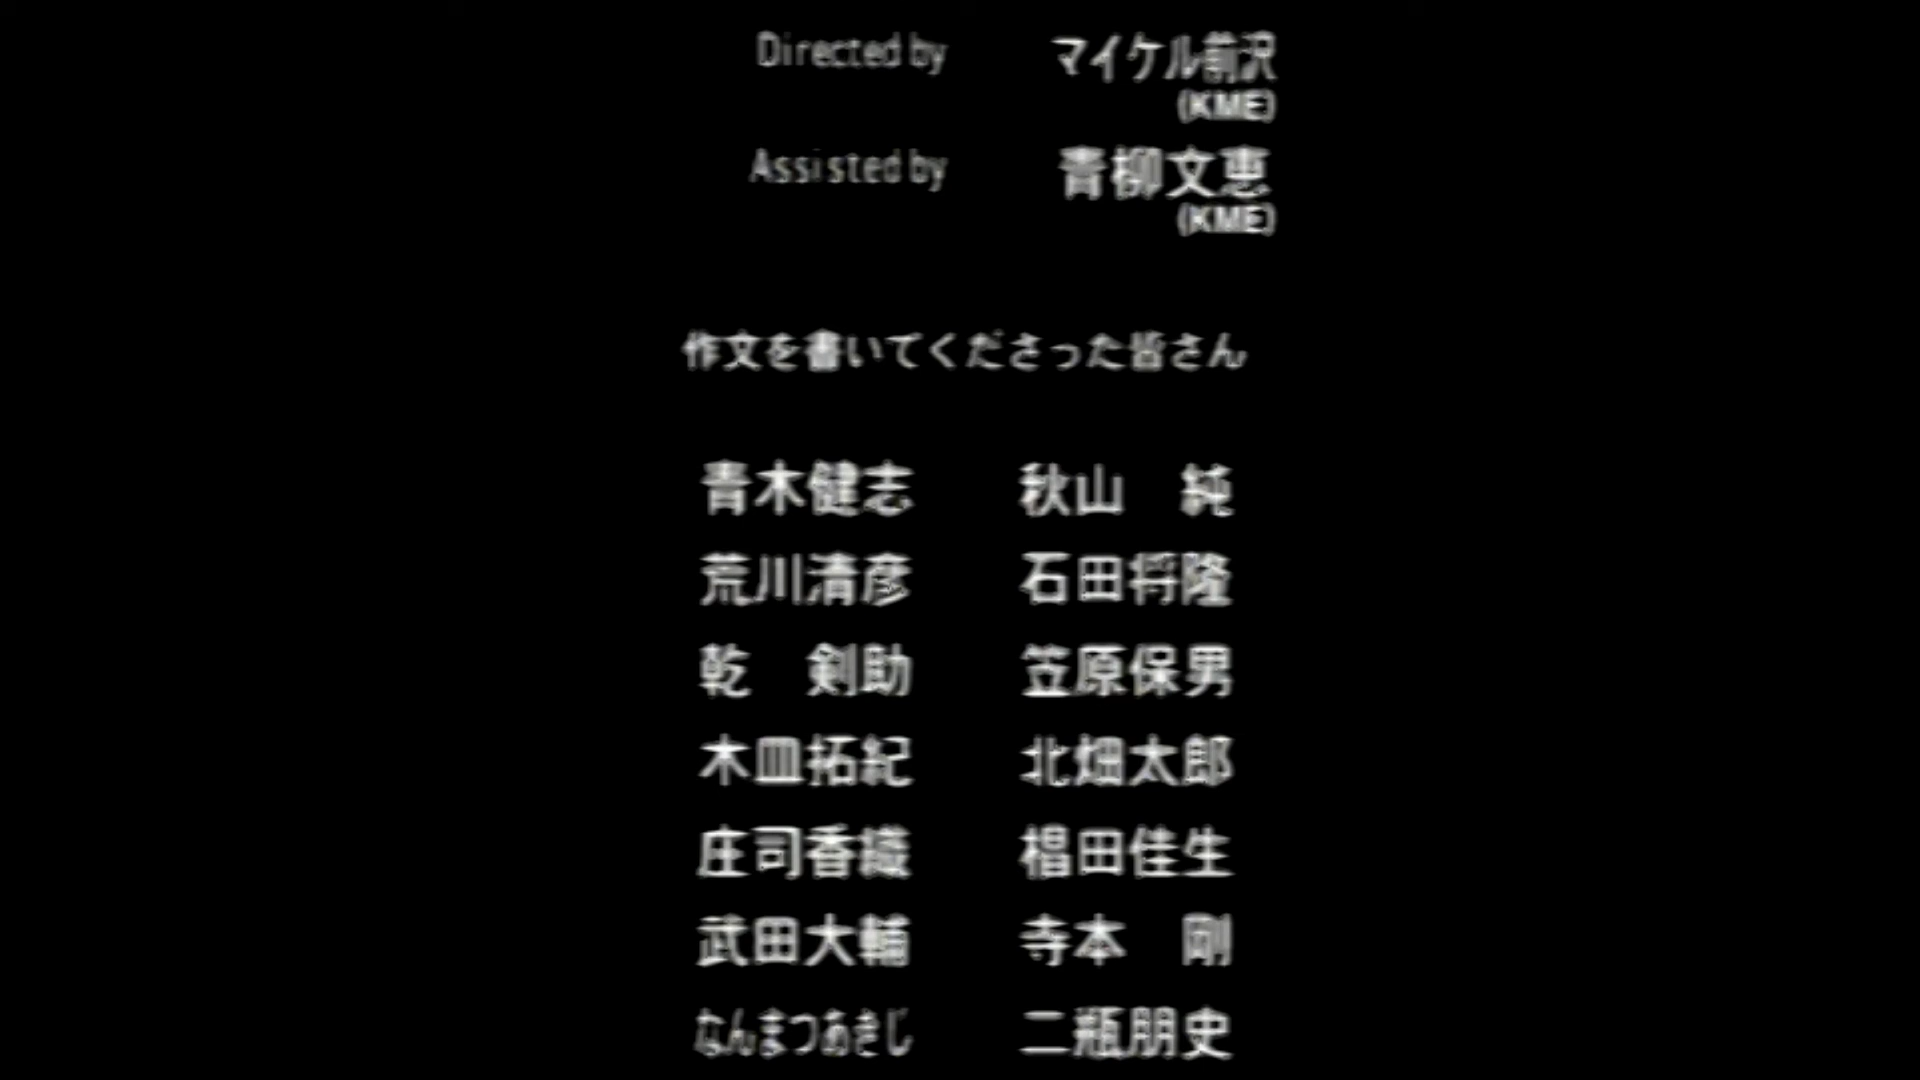 Directed by マイケル前沢
(KME)
Assisted by 青柳文恵
(KME)
作文を書いてくださった皆さん
青木健志 秋山 純
荒川清彦 石田将隆
乾 剣助 笠原保男
木皿拓紀 北畑太郎
庄司香織 椙田佳生
武田大輔 寺本 剛
なんまつあきじ 二瓶朋史